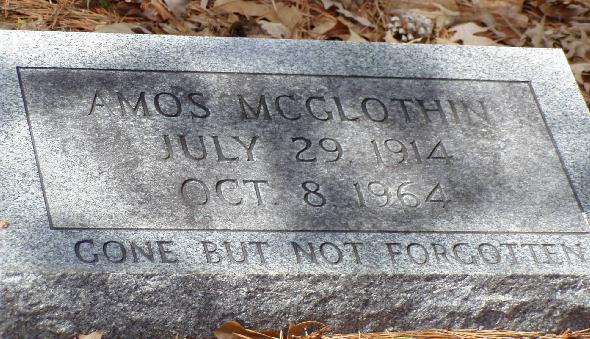 AMOS MCGLOTHIN
JULY 29, 1914
OCT. 8, 1964
GONE BUT NOT FORGOTTEN